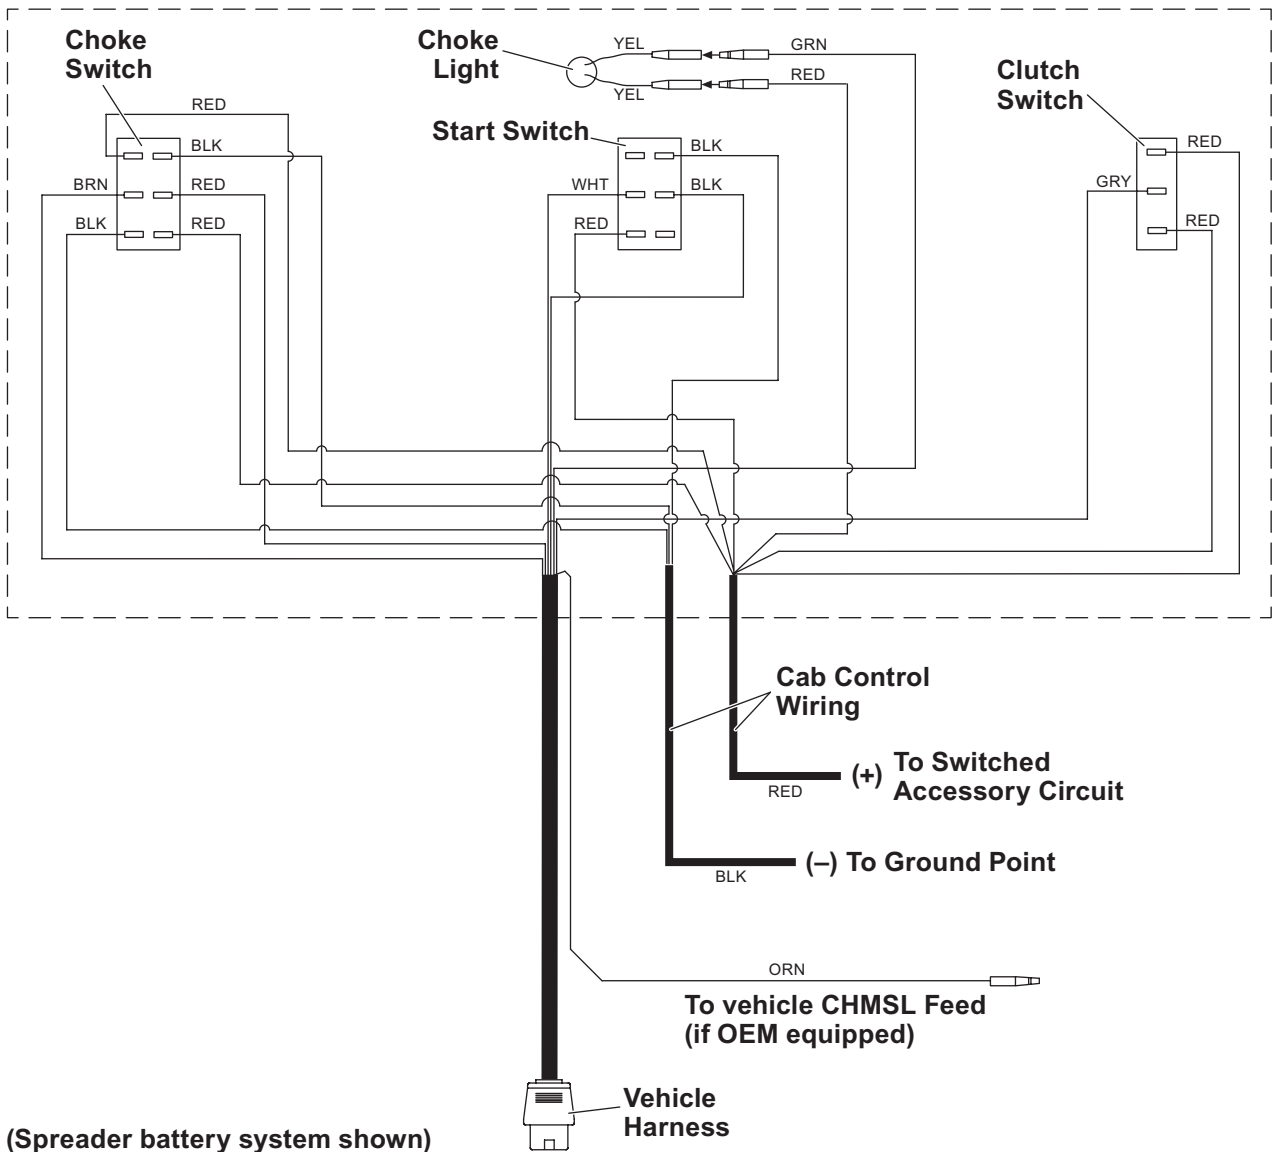 Choke
Switch
Choke
Light
YEL
GRN
RED
YEL
Clutch
Switch
RED
Start Switch
BLK
BLK
RED
BRN
RED
WHT
BLK
GRY
BLK
RED
RED
RED
Cab Control
Wiring
(+) To Switched
Accessory Circuit
RED
(–) To Ground Point
BLK
ORN
To vehicle CHMSL Feed
(if OEM equipped)
Vehicle
Harness
(Spreader battery system shown)